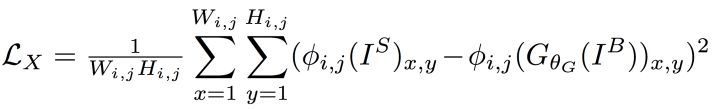 $\mathcal{L}_X = \frac{1}{W_{i,j}H_{i,j}} \sum_{x=1}^{W_{i,j}} \sum_{y=1}^{H_{i,j}} (\phi_{i,j}(I^S)_{x,y} - \phi_{i,j}(G_{\theta_G}(I^B))_{x,y})^2$